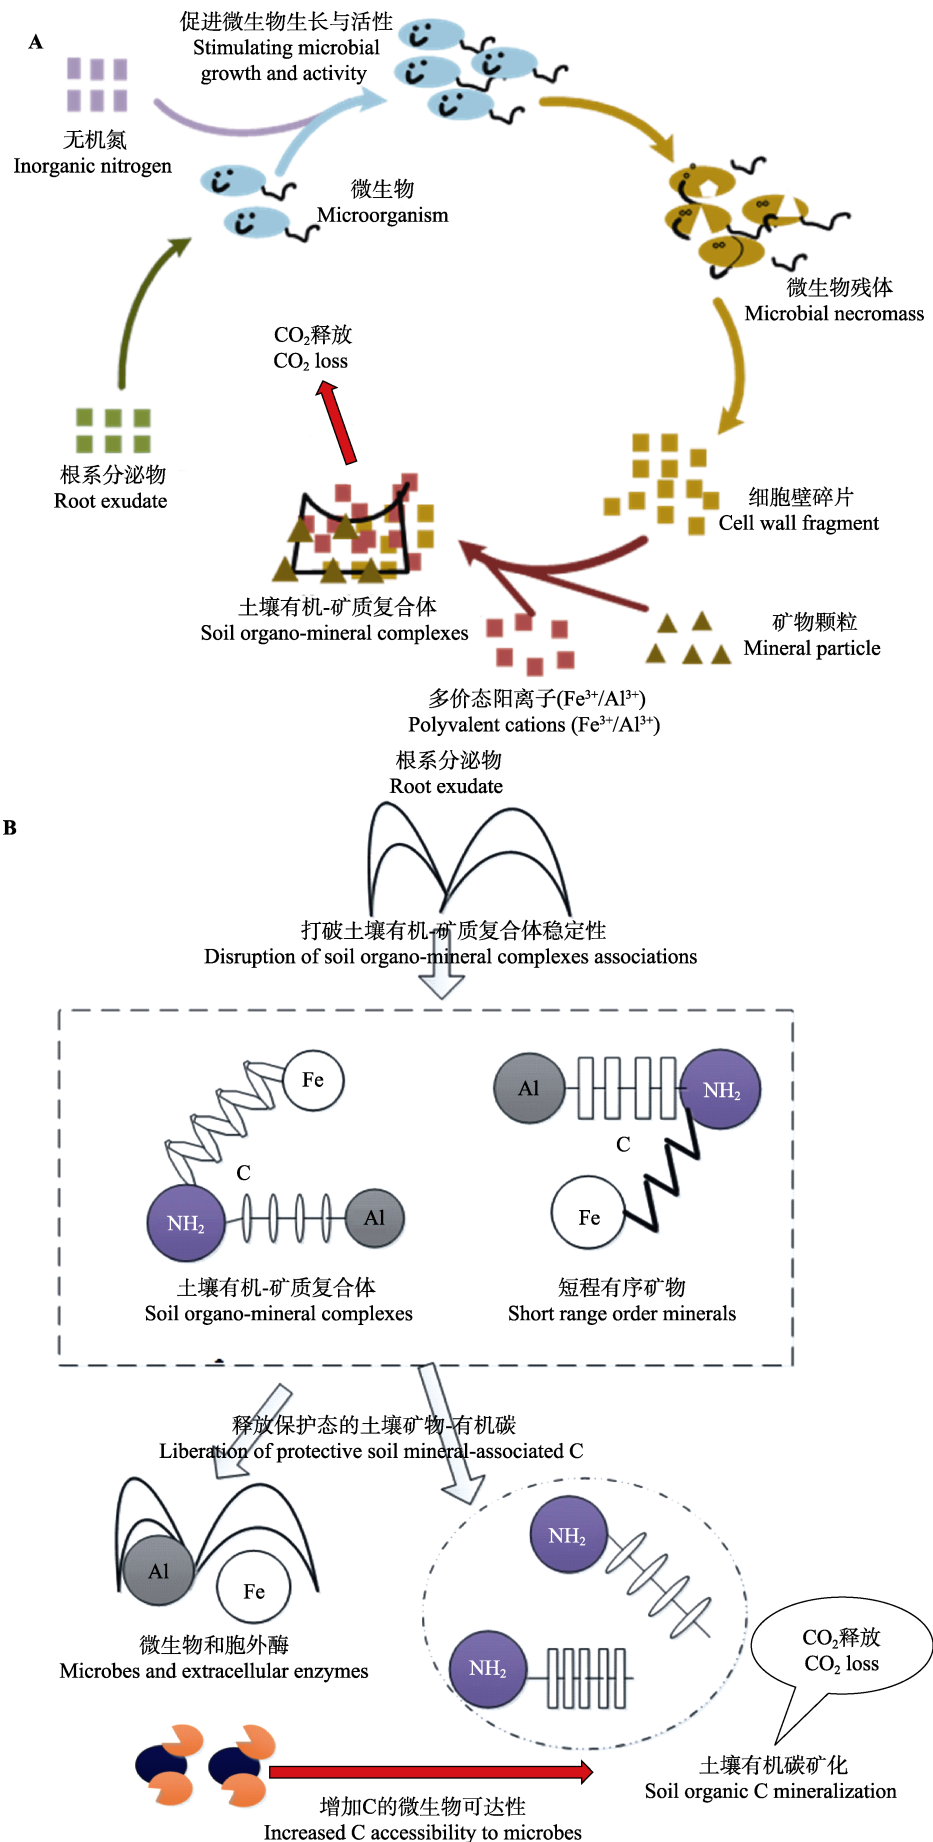 A
促进微生物生长与活性
Stimulating microbial
growth and activity
无机氮
Inorganic nitrogen
微生物
Microorganism
微生物残体
Microbial necromass
CO₂释放
CO₂ loss
根系分泌物
Root exudate
细胞壁碎片
Cell wall fragment
土壤有机-矿质复合体
Soil organo-mineral complexes
矿物颗粒
Mineral particle
多价态阳离子(Fe³⁺/Al³⁺)
Polyvalent cations (Fe³⁺/Al³⁺)
根系分泌物
Root exudate
B
打破土壤有机-矿质复合体稳定性
Disruption of soil organo-mineral complexes associations
Fe
C
NH₂
Al
土壤有机-矿质复合体
Soil organo-mineral complexes
Al
NH₂
C
Fe
短程有序矿物
Short range order minerals
释放保护态的土壤矿物-有机碳
Liberation of protective soil mineral-associated C
Al
Fe
微生物和胞外酶
Microbes and extracellular enzymes
NH₂
NH₂
CO₂释放
CO₂ loss
土壤有机碳矿化
Soil organic C mineralization
增加C的微生物可达性
Increased C accessibility to microbes